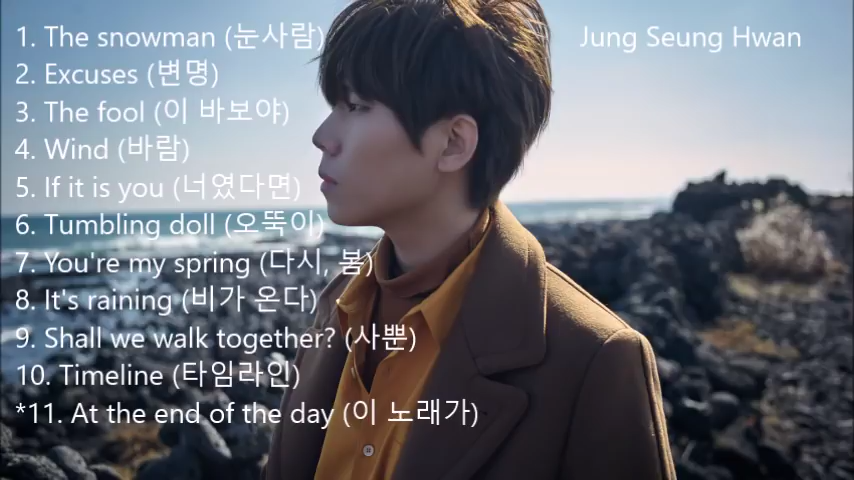 1. The snowman (눈사람)
Jung Seung Hwan
2. Excuses (변명)
3. The fool (이 바보야)
4. Wind (바람)
5. If it is you (너였다면)
6. Tumbling doll (오뚝이)
7. You're my spring (다시, 봄)
8. It's raining (비가 온다)
9. Shall we walk together? (사뿐)
10. Timeline (타임라인)
*11. At the end of the day (이 노래가)